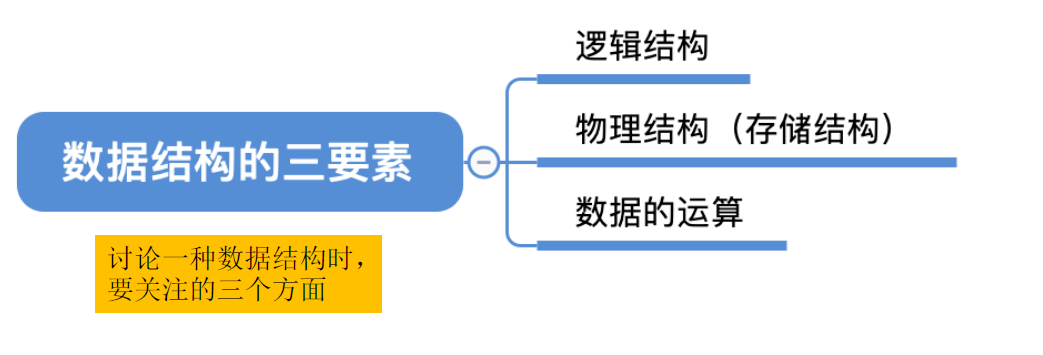 逻辑结构
物理结构（存储结构）
数据结构的三要素
数据的运算
讨论一种数据结构时，
要关注的三个方面